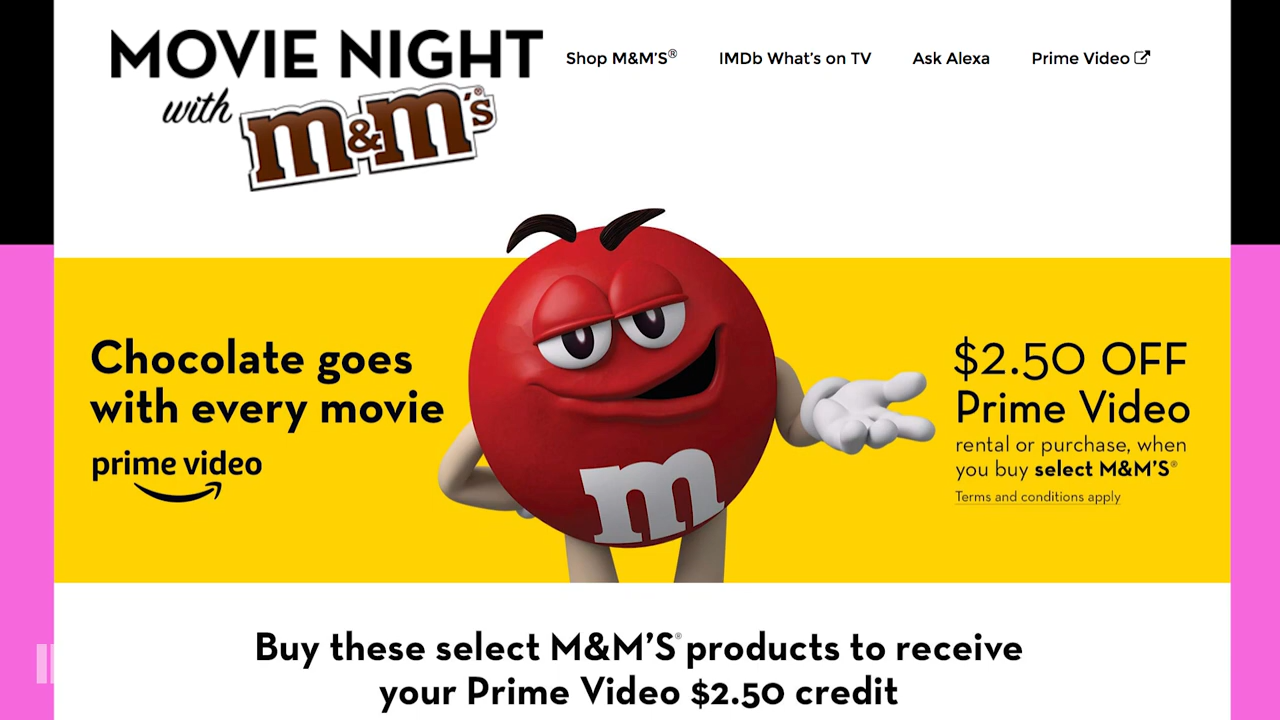 MOVIE NIGHT
with m&m's®
Shop M&M'S® IMDb What's on TV Ask Alexa Prime Video
Chocolate goes
with every movie
prime video
m
$2.50 OFF
Prime Video
rental or purchase, when
you buy select M&M'S®
Terms and conditions apply
Buy these select M&M'S® products to receive
your Prime Video $2.50 credit